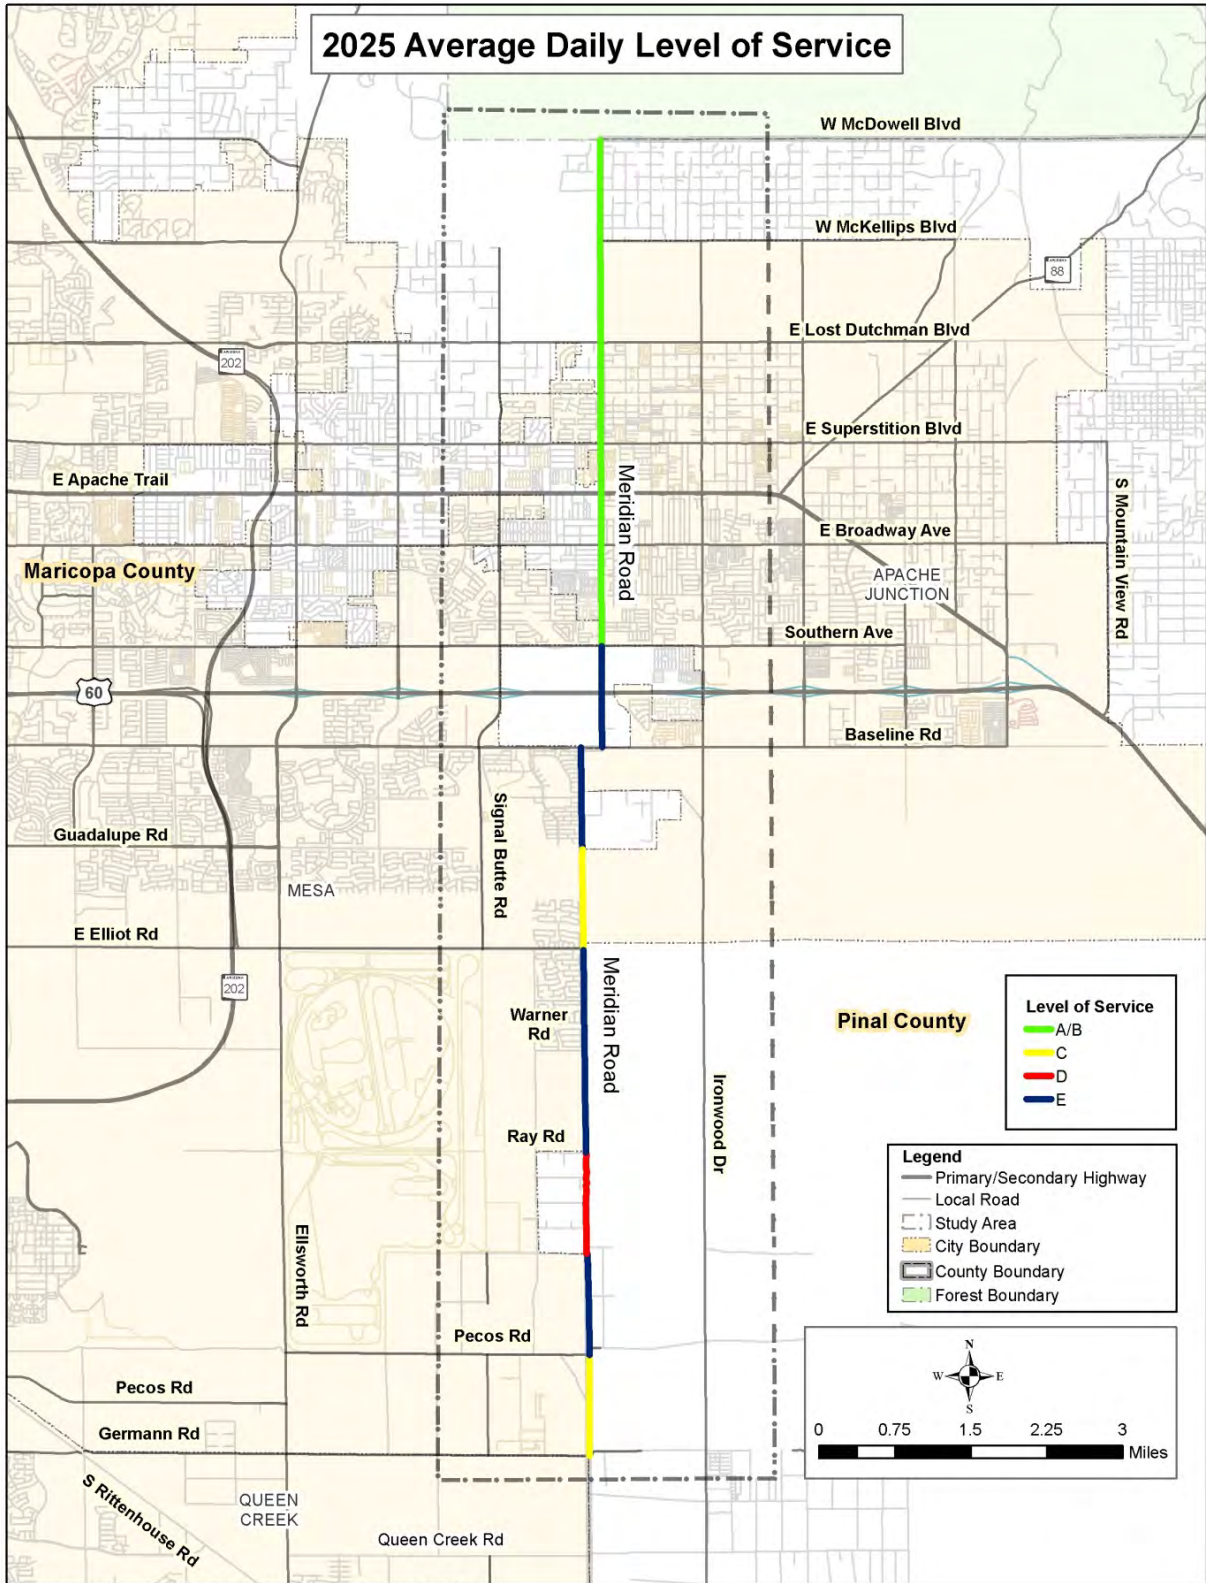 2025 Average Daily Level of Service
W McDowell Blvd
W McKellips Blvd
88
E Lost Dutchman Blvd
202
E Superstition Blvd
E Apache Trail
Meridian Road
S Mountain View Rd
E Broadway Ave
Maricopa County
APACHE
JUNCTION
Southern Ave
60
Baseline Rd
Signal Butte Rd
Guadalupe Rd
MESA
E Elliot Rd
Meridian Road
202
Warner
Rd
Pinal County
Level of Service
A/B
C
D
E
Ironwood Dr
Ray Rd
Legend
Primary/Secondary Highway
Local Road
Study Area
City Boundary
County Boundary
Forest Boundary
Ellsworth Rd
Pecos Rd
N
W
E
S
Pecos Rd
Germann Rd
0 0.75 1.5 2.25 3
Miles
S Rittenhouse Rd
QUEEN
CREEK
Queen Creek Rd